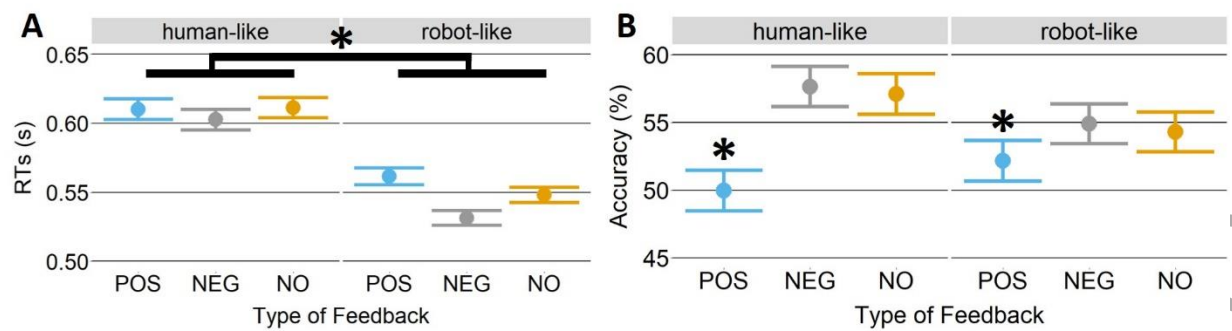 A
human-like
robot-like
*
RTs (s)
0.65
0.60
0.55
0.50
POS NEG NO POS NEG NO
Type of Feedback
B
human-like
robot-like
Accuracy (%)
60
55
50
45
*
*
POS NEG NO POS NEG NO
Type of Feedback